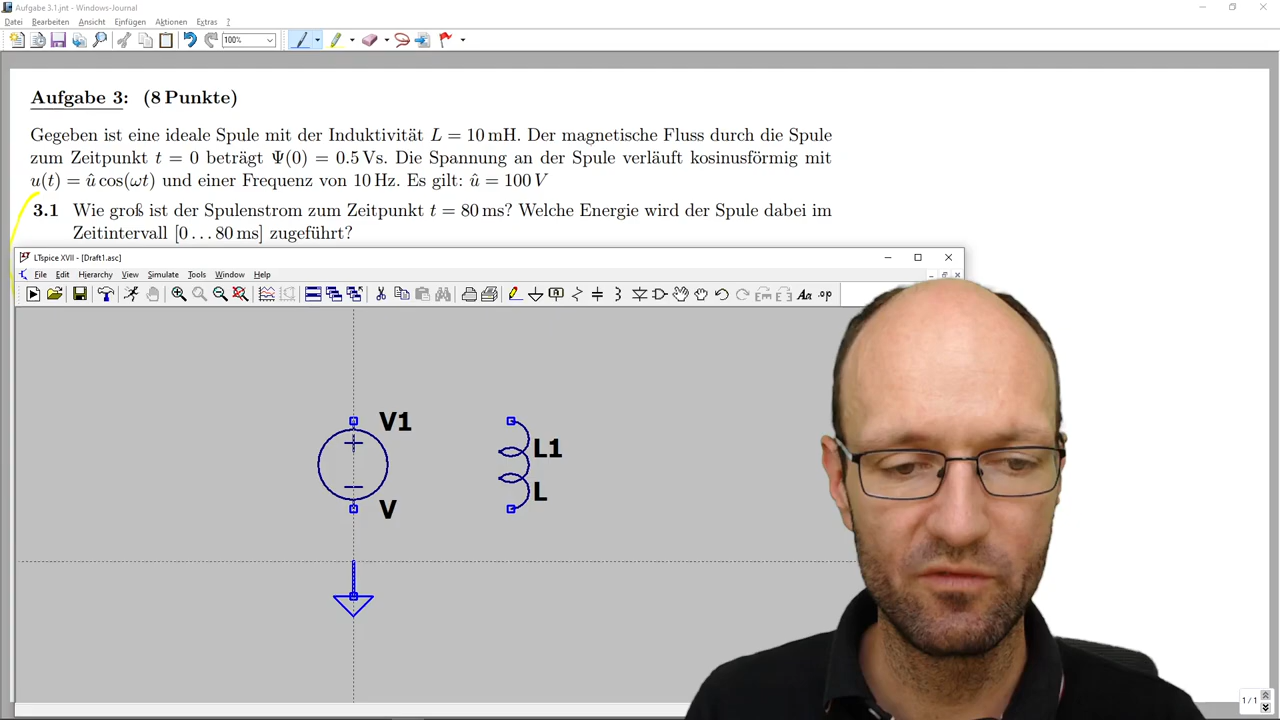 Aufgabe 3.1.jnt - Windows-Journal
Datei Bearbeiten Ansicht Einfügen Aktionen Extras ?
100%
Aufgabe 3: (8 Punkte)
Gegeben ist eine ideale Spule mit der Induktivität L = 10 mH. Der magnetische Fluss durch die Spule
zum Zeitpunkt t = 0 beträgt Ψ(0) = 0.5 Vs. Die Spannung an der Spule verläuft kosinusförmig mit
u(t) = û cos(ωt) und einer Frequenz von 10 Hz. Es gilt: û = 100 V
3.1 Wie groß ist der Spulenstrom zum Zeitpunkt t = 80 ms? Welche Energie wird der Spule dabei im
Zeitintervall [0 . . . 80 ms] zugeführt?
LTspice XVII - [Draft1.asc]
File Edit Hierarchy View Simulate Tools Window Help
Aa .op
V1
L1
L
V
1/1